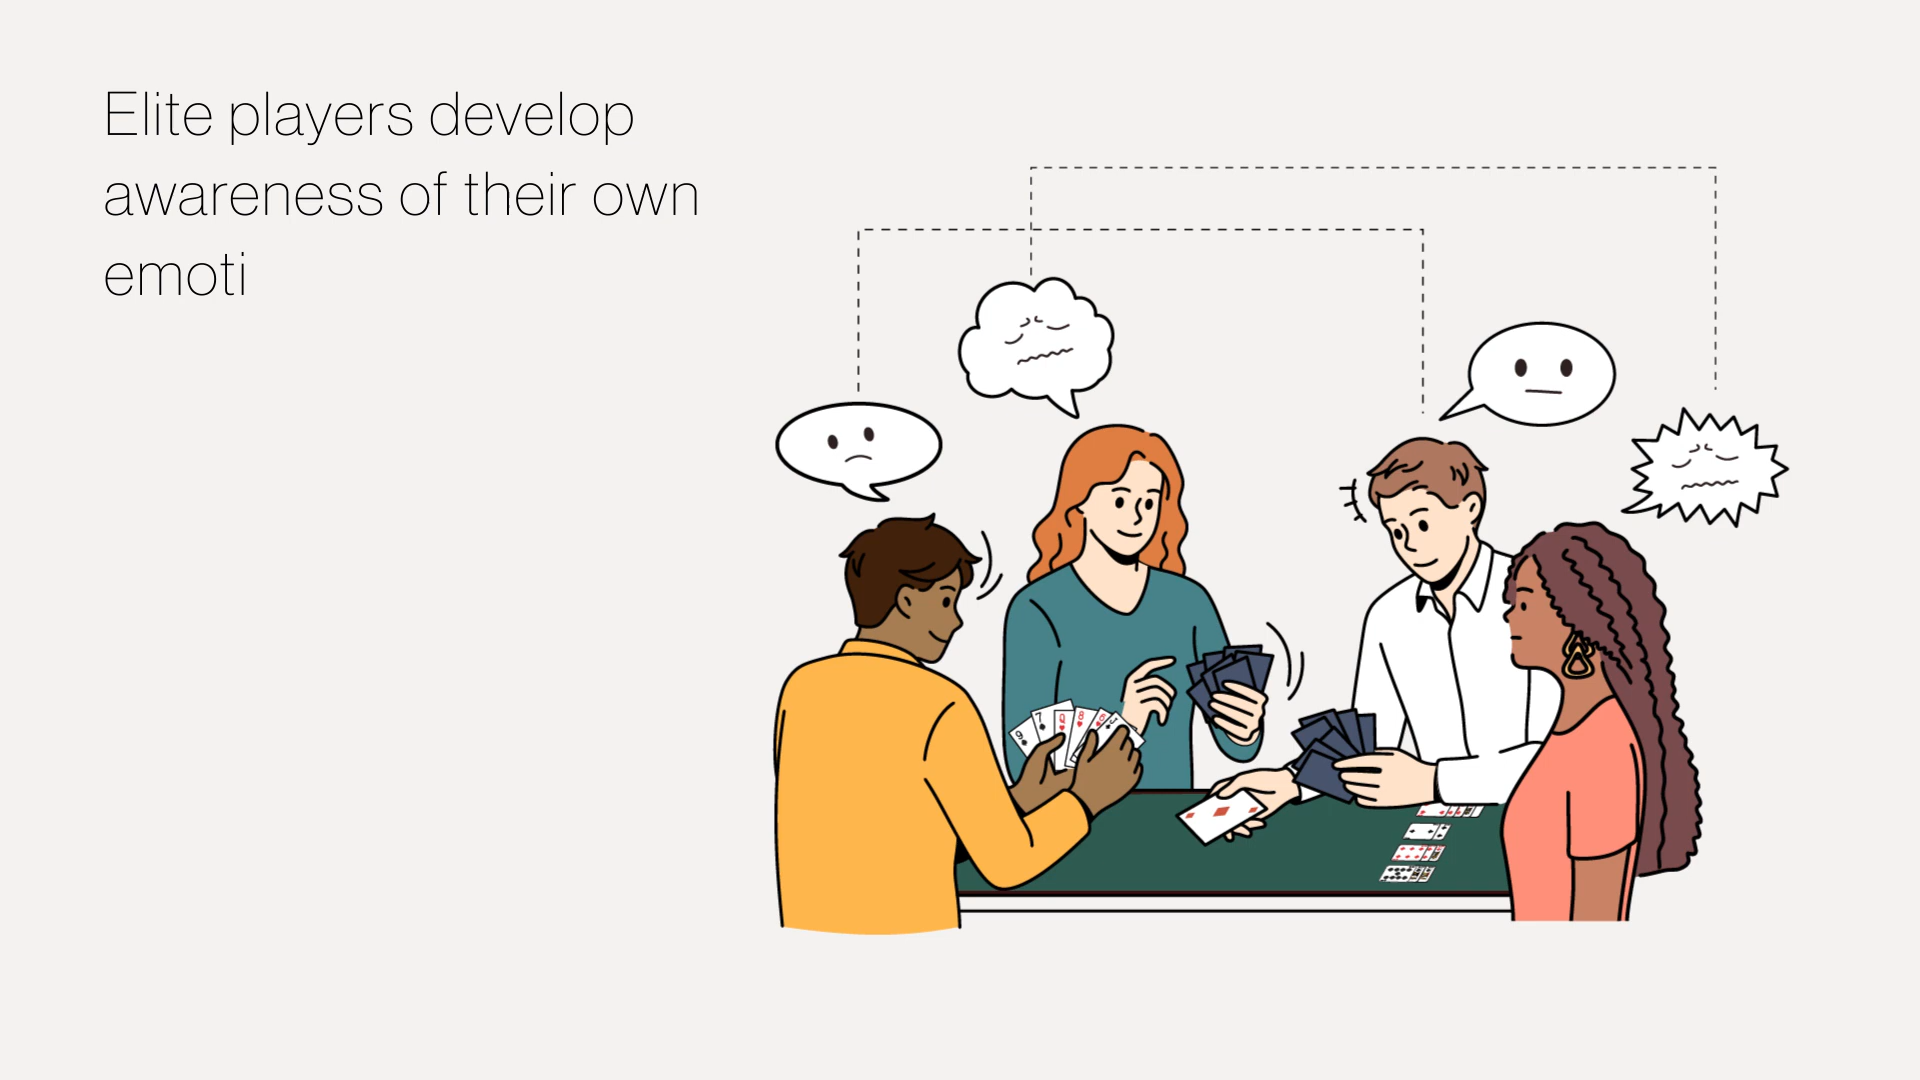 Elite players develop
awareness of their own
emoti